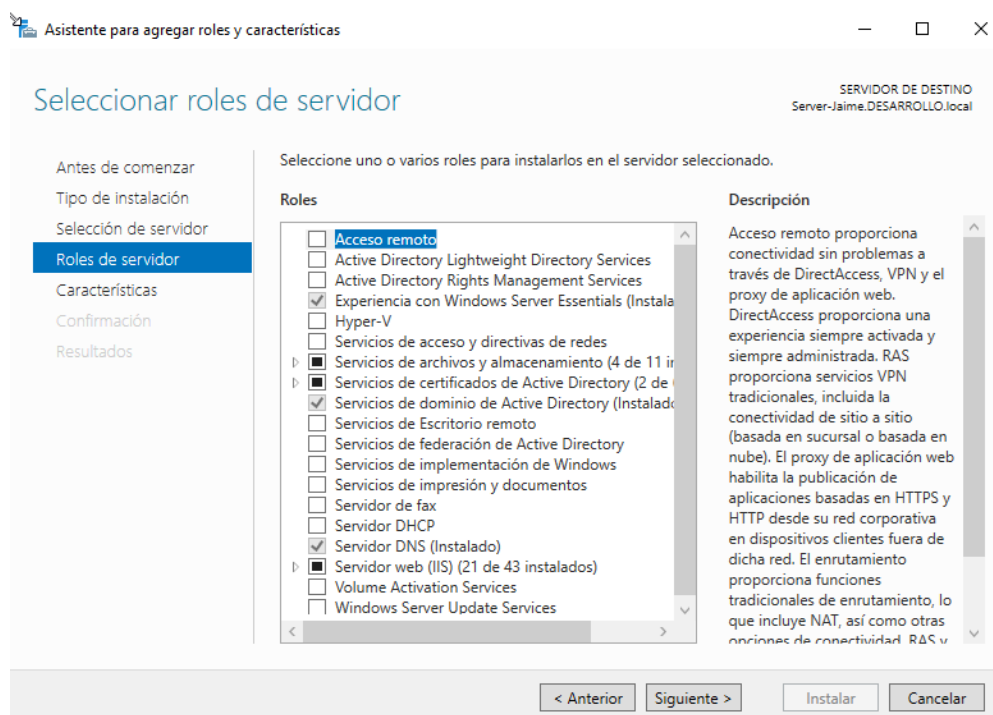 Asistente para agregar roles y características
Seleccionar roles de servidor
SERVIDOR DE DESTINO
Server-Jaime.DESARROLLO.local
Antes de comenzar
Tipo de instalación
Selección de servidor
Roles de servidor
Características
Confirmación
Resultados
Seleccione uno o varios roles para instalarlos en el servidor seleccionado.
Roles
Acceso remoto
Active Directory Lightweight Directory Services
Active Directory Rights Management Services
Experiencia con Windows Server Essentials (Instala
Hyper-V
Servicios de acceso y directivas de redes
Servicios de archivos y almacenamiento (4 de 11 in
Servicios de certificados de Active Directory (2 de
Servicios de dominio de Active Directory (Instalado
Servicios de Escritorio remoto
Servicios de federación de Active Directory
Servicios de implementación de Windows
Servicios de impresión y documentos
Servidor de fax
Servidor DHCP
Servidor DNS (Instalado)
Servidor web (IIS) (21 de 43 instalados)
Volume Activation Services
Windows Server Update Services
Descripción
Acceso remoto proporciona
conectividad sin problemas a
través de DirectAccess, VPN y el
proxy de aplicación web.
DirectAccess proporciona una
experiencia siempre activada y
siempre administrada. RAS
proporciona servicios VPN
tradicionales, incluida la
conectividad de sitio a sitio
(basada en sucursal o basada en
nube). El proxy de aplicación web
habilita la publicación de
aplicaciones basadas en HTTPS y
HTTP desde su red corporativa
en dispositivos clientes fuera de
dicha red. El enrutamiento
proporciona funciones
tradicionales de enrutamiento, lo
que incluye NAT, así como otras
opciones de conectividad. RAS y
< Anterior
Siguiente >
Instalar
Cancelar